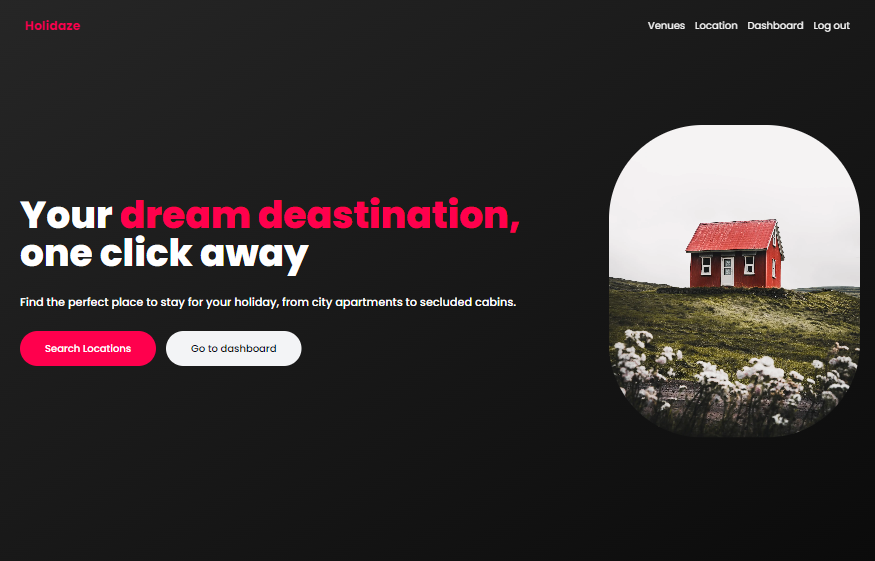 Holidaze
Venues Location Dashboard Log out
Your dream deastination,
one click away
Find the perfect place to stay for your holiday, from city apartments to secluded cabins.
Search Locations
Go to dashboard